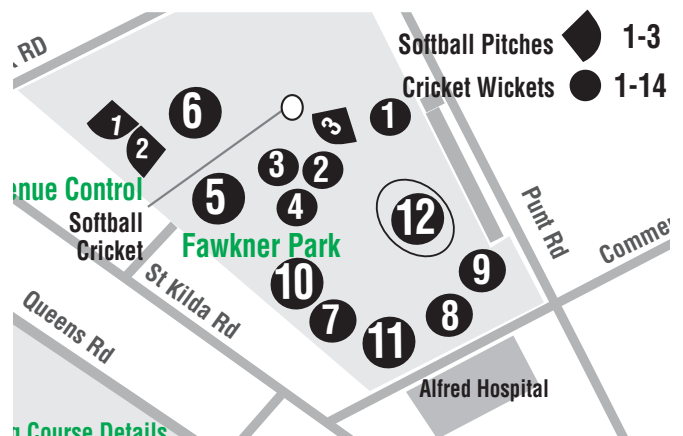 RD
Softball Pitches 1-3
Cricket Wickets 1-14
1
2
6
3
1
3
2
5
4
12
enue Control
Softball
Cricket
Fawkner Park
Punt Rd
Comme
St Kilda Rd
Queens Rd
10
9
7
8
11
Alfred Hospital
g Course Details